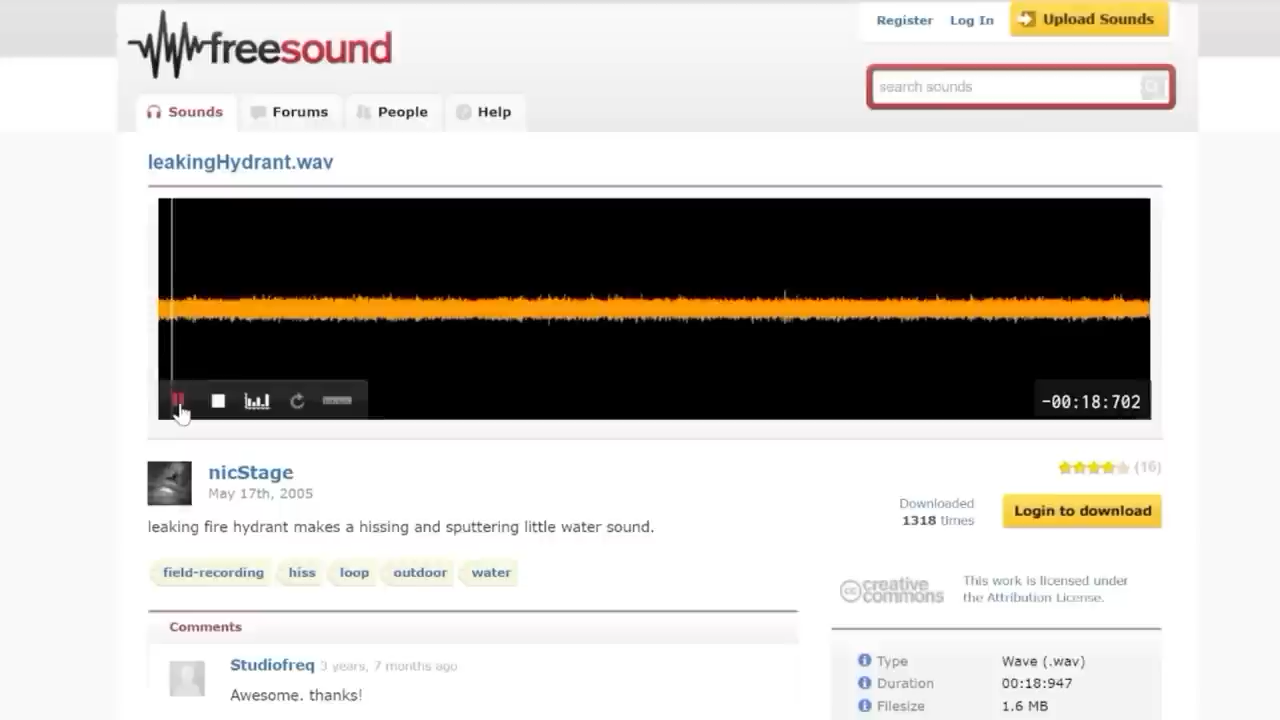 Register Log In Upload Sounds
freesound
search sounds
Sounds Forums People Help
leakingHydrant.wav
-00:18:702
nicStage
May 17th, 2005
(16)
Downloaded
1318 times
Login to download
leaking fire hydrant makes a hissing and sputtering little water sound.
field-recording hiss loop outdoor water
creative
commons
This work is licensed under
the Attribution License.
Comments
Studiofreq 3 years, 7 months ago
Awesome. thanks!
Type Wave (.wav)
Duration 00:18:947
Filesize 1.6 MB